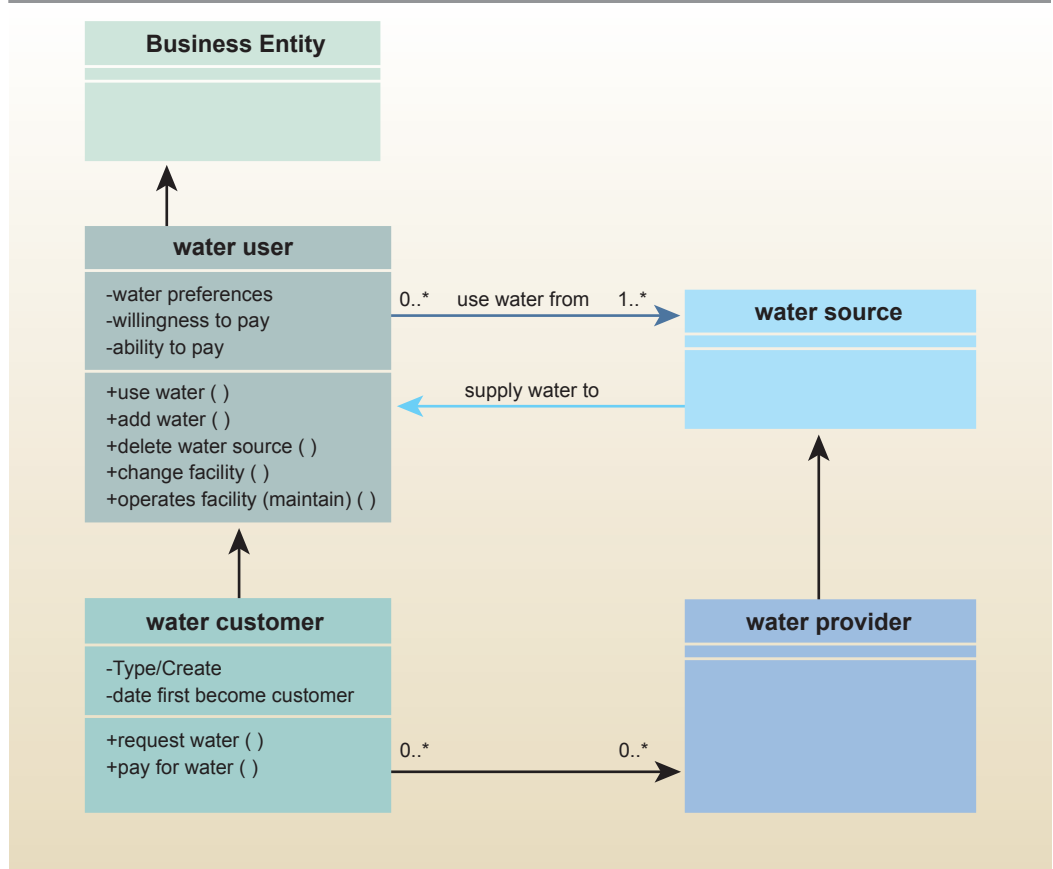 Business Entity
water user
-water preferences
-willingness to pay
-ability to pay
+use water ( )
+add water ( )
+delete water source ( )
+change facility ( )
+operates facility (maintain) ( )
0..* use water from 1..*
supply water to
water source
water customer
-Type/Create
-date first become customer
+request water ( )
+pay for water ( )
0..* 0..*
water provider